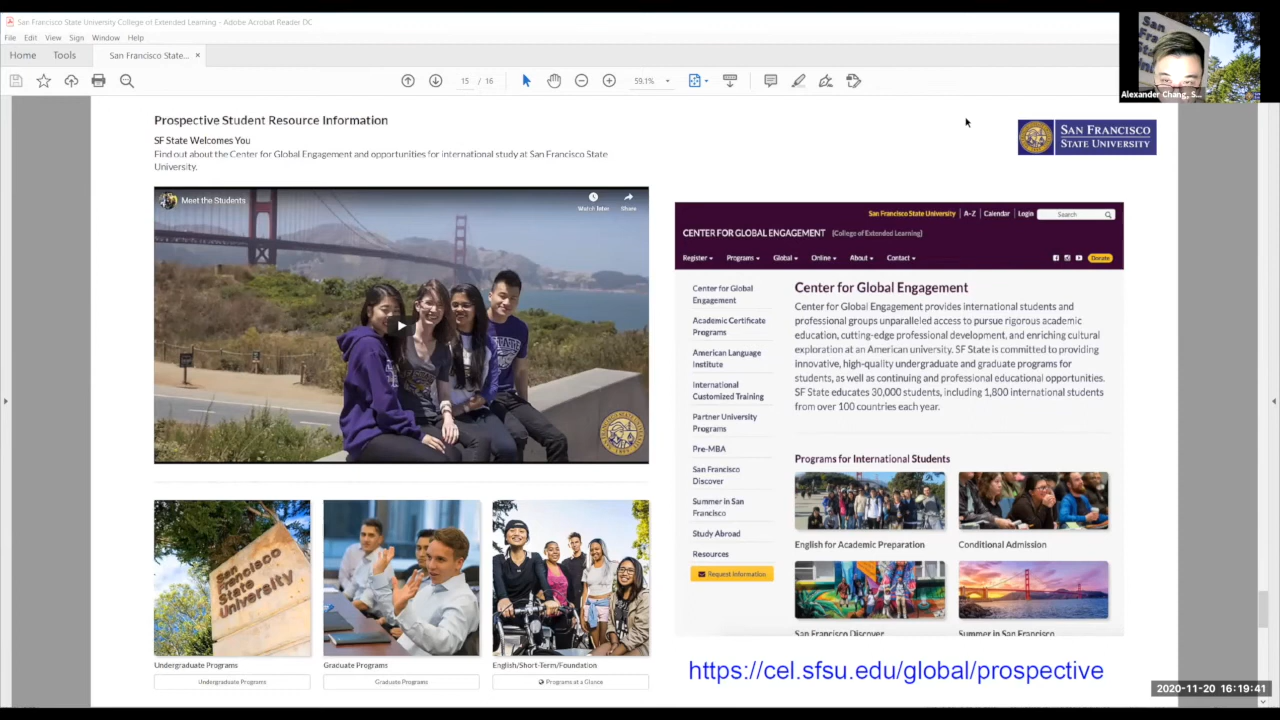 San Francisco State University College of Extended Learning - Adobe Acrobat Reader DC
File Edit View Sign Window Help
Home Tools San Francisco State... ×
15 / 16 59.1%
Alexander Chang, S...
Prospective Student Resource Information
SF State Welcomes You
Find out about the Center for Global Engagement and opportunities for international study at San Francisco State
University.
SAN FRANCISCO
STATE UNIVERSITY
Meet the Students
Watch later Share
San Francisco State University A-Z Calendar Login Search
CENTER FOR GLOBAL ENGAGEMENT (College of Extended Learning)
Register Programs Global Online About Contact Donate
Center for Global
Engagement
Academic Certificate
Programs
American Language
Institute
International
Customized Training
Partner University
Programs
Pre-MBA
San Francisco
Discover
Summer in San
Francisco
Study Abroad
Resources
Request Information
Center for Global Engagement
Center for Global Engagement provides international students and
professional groups unparalleled access to pursue rigorous academic
education, cutting-edge professional development, and enriching cultural
exploration at an American university. SF State is committed to providing
innovative, high-quality undergraduate and graduate programs for
students, as well as continuing and professional educational opportunities.
SF State educates 30,000 students, including 1,800 international students
from over 100 countries each year.
Programs for International Students
English for Academic Preparation
Conditional Admission
San Francisco Discover
Summer in San Francisco
San Francisco
State
University
Undergraduate Programs
Undergraduate Programs
Graduate Programs
Graduate Programs
English/Short-Term/Foundation
Programs at a Glance
https://cel.sfsu.edu/global/prospective
2020-11-20 16:19:41